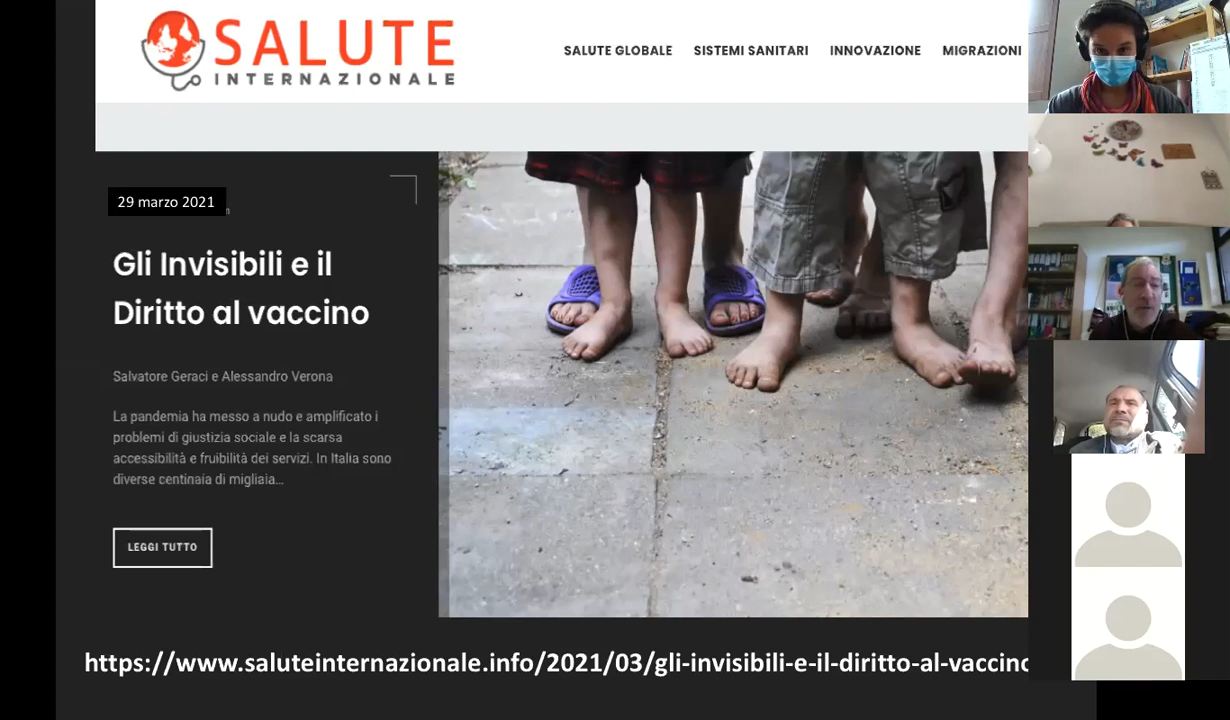 SALUTE
INTERNAZIONALE
SALUTE GLOBALE SISTEMI SANITARI INNOVAZIONE MIGRAZIONI
29 marzo 2021
Gli Invisibili e il
Diritto al vaccino
Salvatore Geraci e Alessandro Verona
La pandemia ha messo a nudo e amplificato i
problemi di giustizia sociale e la scarsa
accessibilità e fruibilità dei servizi. In Italia sono
diverse centinaia di migliaia...
LEGGI TUTTO
https://www.saluteinternazionale.info/2021/03/gli-invisibili-e-il-diritto-al-vaccino